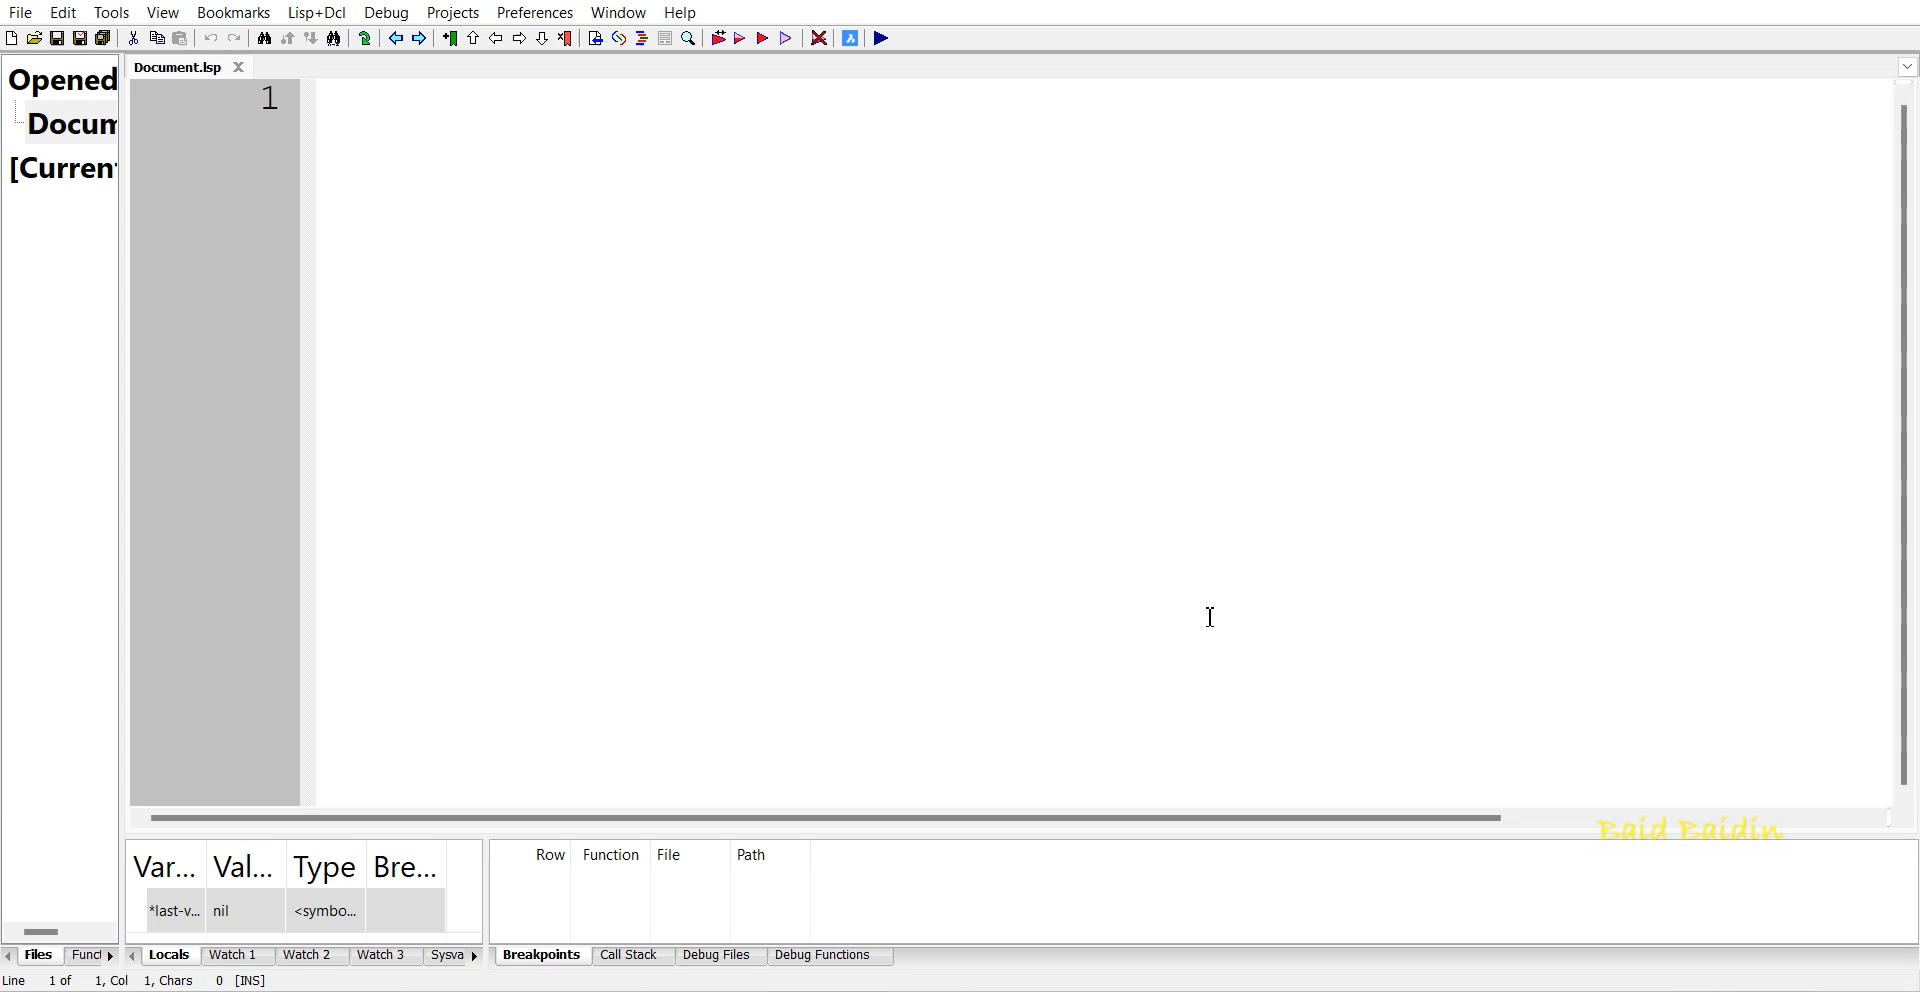 File Edit Tools View Bookmarks Lisp+Dcl Debug Projects Preferences Window Help
Document.lsp
Opened
Docum
[Current
1
Baid Baidin
Var... Val... Type Bre...
*last-v... nil <symbo...
Row Function File Path
Files Funct Locals Watch 1 Watch 2 Watch 3 Sysva Breakpoints Call Stack Debug Files Debug Functions
Line 1 of 1, Col 1, Chars 0 [INS]